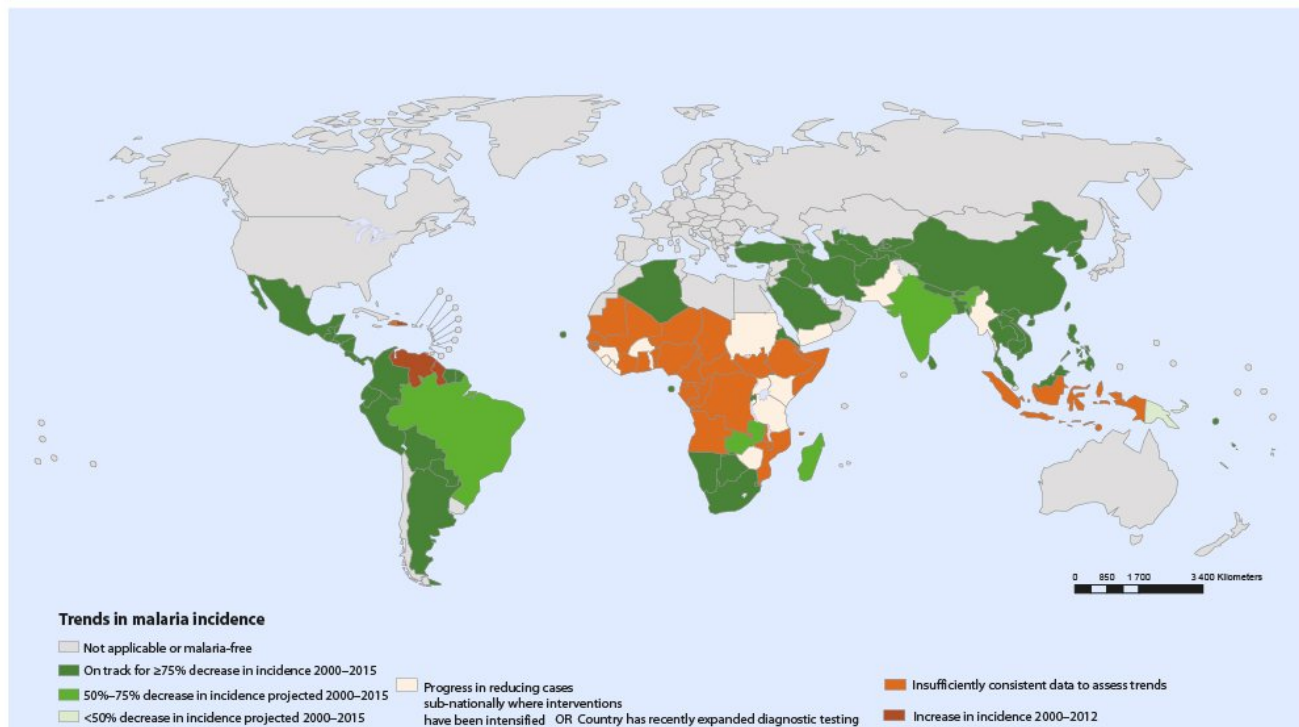 0 850 1 700 3 400 Kilometers
Trends in malaria incidence
Not applicable or malaria-free
On track for ≥75% decrease in incidence 2000–2015
50%–75% decrease in incidence projected 2000–2015
<50% decrease in incidence projected 2000–2015
Progress in reducing cases
sub-nationally where interventions
have been intensified OR Country has recently expanded diagnostic testing
Insufficiently consistent data to assess trends
Increase in incidence 2000–2012